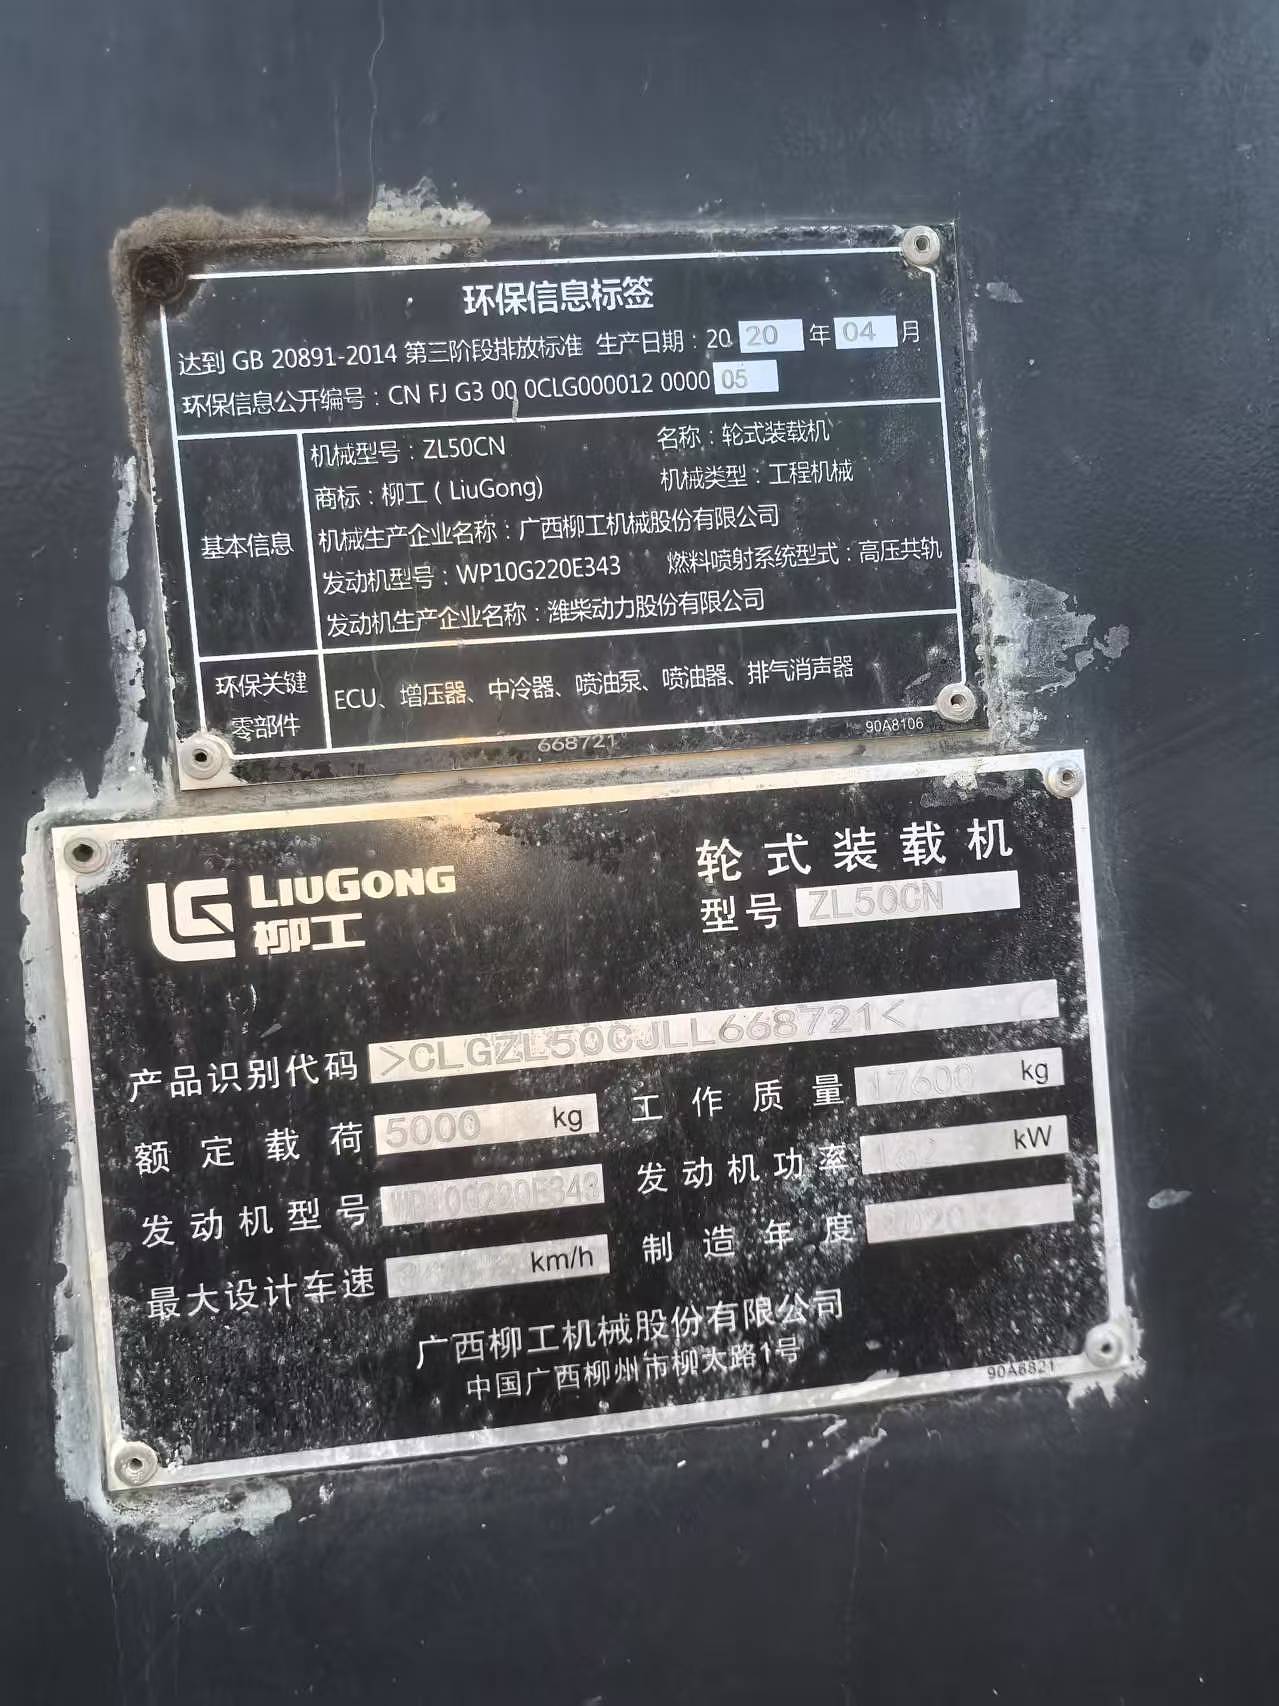 环保信息标签
达到 GB 20891-2014 第三阶段排放标准 生产日期：20 20 年 04 月
环保信息公开编号：CN FJ G3 00 0CLG000012 0000 05
基本信息
机械型号：ZL50CN 名称：轮式装载机
商标：柳工（LiuGong） 机械类型：工程机械
机械生产企业名称：广西柳工机械股份有限公司
发动机型号：WP10G220E343 燃料喷射系统型式：高压共轨
发动机生产企业名称：潍柴动力股份有限公司
环保关键零部件
ECU、增压器、中冷器、喷油泵、喷油器、排气消声器
668721
90A8106
LIUGONG
柳工
轮式装载机
型号 ZL50CN
产品识别代码 >CLGZL50CJLL668721<
额定载荷 5000 kg 工作质量 17600 kg
发动机型号 WP10G220E343 发动机功率 162 kW
最大设计车速 km/h 制造年度 2020
广西柳工机械股份有限公司
中国广西柳州市柳太路1号
90A6821